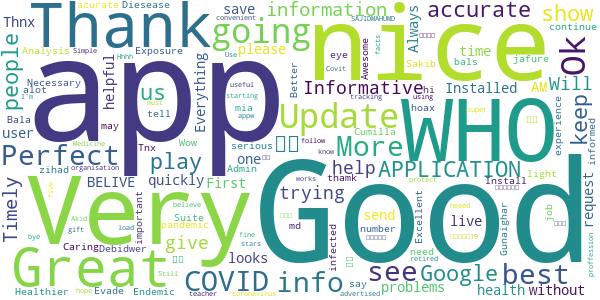 Thank
going
save
information
accurate
acurate
Diesease
show
convenient
SAJIDMAHUMD
Thnx
Analysis
Exposure
please
Always
continue
people
Simple
Necessary
helpful
alot
Everything
us
eye
Awesome
facts
time
Sakib
ok
app
nice
Hhhh
Use
Covit
Better
Informative
hi
Installed
AM
Will
bals
jafure
I'm
useful
starting
mia
appw
tracking
using
hoax
experience
keep
Bala
may
tell
Update
WHO
user
must
super
request
informed
Perfect
Tnx
Wow
More
Cumilla
follow
know
zihad
Medicine
organisation
Admin
one
First
play
quickly
works
help
APPLICATION
light
Timely
BELIVE
important
trying
thamk
Install
Very
Good
Suite
send
Excellent
protect
need
job
Great
Akid
gift
load
pandemic
believe
give
md
number
live
Gunaighar
Caring
Debidwer
looks
fine
stars
infected
see
Google
best
bye
Still
COVID
info
say
problems
health
without
Healthier
hope
Evade
Endemic
teacher
coronavirus
advertised
retired
proffession